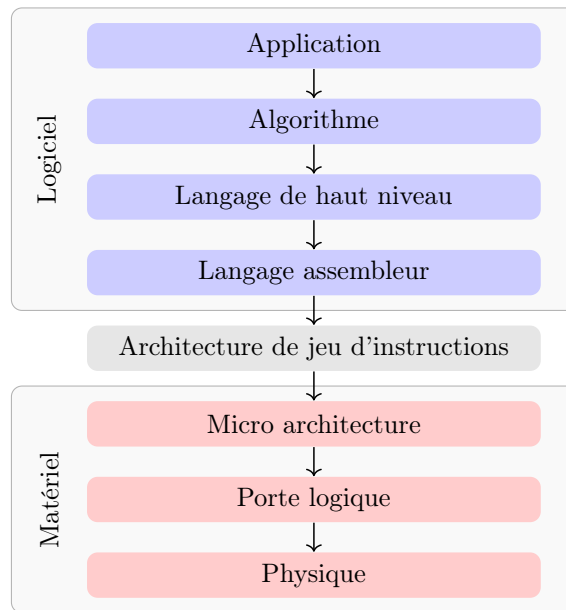 Logiciel
Application
Algorithme
Langage de haut niveau
Langage assembleur
Architecture de jeu d'instructions
Matériel
Micro architecture
Porte logique
Physique